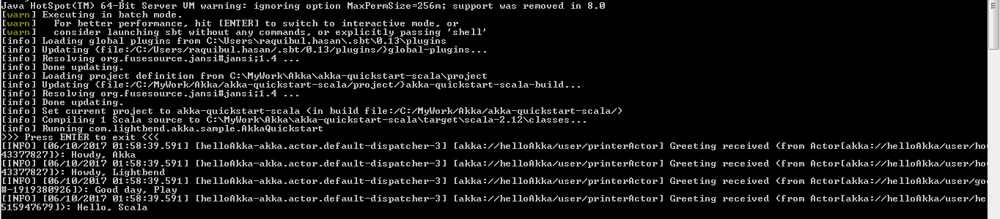 Java HotSpot(TM) 64-Bit Server VM warning: ignoring option MaxPermSize=256m; support was removed in 8.0
[warn] Executing in batch mode.
[warn]   For better performance, hit [ENTER] to switch to interactive mode, or
[warn]   consider launching sbt without any commands, or explicitly passing 'shell'
[info] Loading global plugins from C:\Users\raquibul.hasan\.sbt\0.13\plugins
[info] Updating {file:/C:/Users/raquibul.hasan/.sbt/0.13/plugins/}global-plugins...
[info] Resolving org.fusesource.jansi#jansi;1.4 ...
[info] Done updating.
[info] Loading project definition from C:\MyWork\Akka\akka-quickstart-scala\project
[info] Updating {file:/C:/MyWork/Akka/akka-quickstart-scala/project/}akka-quickstart-scala-build...
[info] Resolving org.fusesource.jansi#jansi;1.4 ...
[info] Done updating.
[info] Set current project to akka-quickstart-scala (in build file:/C:/MyWork/Akka/akka-quickstart-scala/)
[info] Compiling 1 Scala source to C:\MyWork\Akka\akka-quickstart-scala\target\scala-2.12\classes...
[info] Running com.lightbend.akka.sample.AkkaQuickstart
>>> Press ENTER to exit <<<
[INFO] [06/10/2017 01:58:39.591] [helloAkka-akka.actor.default-dispatcher-3] [akka://helloAkka/user/printerActor] Greeting received (from Actor[akka://helloAkka/user/ho
43377827]): Howdy, Akka
[INFO] [06/10/2017 01:58:39.591] [helloAkka-akka.actor.default-dispatcher-3] [akka://helloAkka/user/printerActor] Greeting received (from Actor[akka://helloAkka/user/ho
43377827]): Howdy, Lightbend
[INFO] [06/10/2017 01:58:39.591] [helloAkka-akka.actor.default-dispatcher-3] [akka://helloAkka/user/printerActor] Greeting received (from Actor[akka://helloAkka/user/go
#-1919380926]): Good day, Play
[INFO] [06/10/2017 01:58:39.591] [helloAkka-akka.actor.default-dispatcher-3] [akka://helloAkka/user/printerActor] Greeting received (from Actor[akka://helloAkka/user/he
515947679]): Hello, Scala